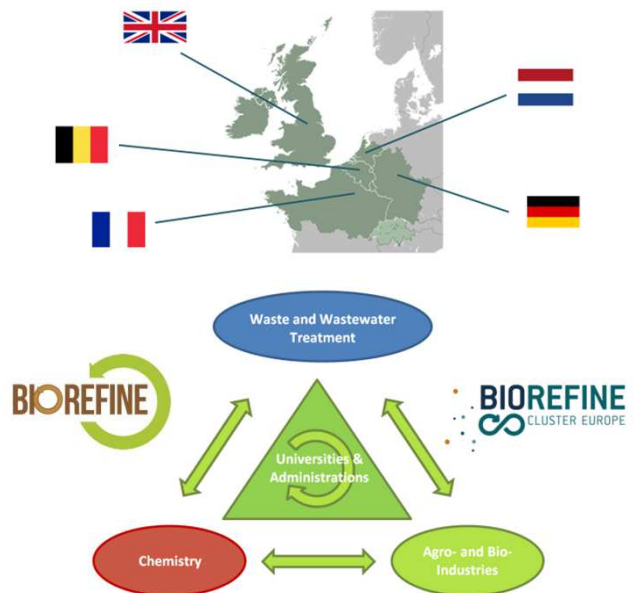 Waste and Wastewater
Treatment
BIOREFINE
BIOREFINE
CLUSTER EUROPE
Universities &
Administrations
Chemistry
Agro- and Bio-
Industries